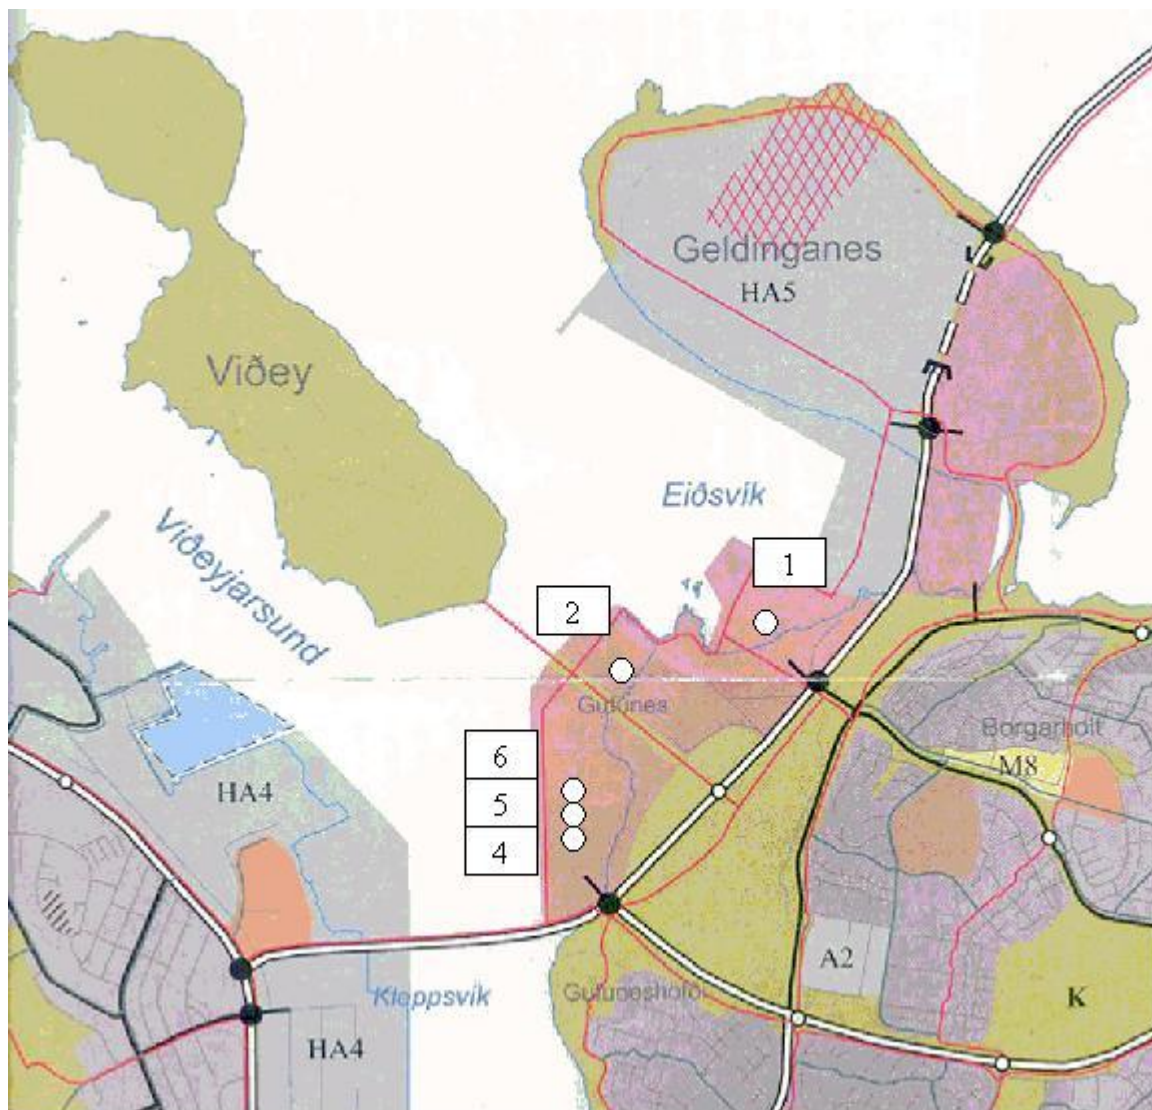 Geldinganes
HA5
Viðey
Eiðsvík
Viðeyjarsund
1
2
Gufunes
6
5
4
Borgarholt
M8
HA4
A2
Kleppsvík
Gufuneshöfði
K
HA4